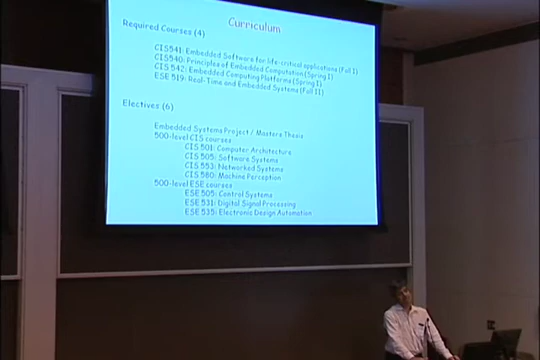 Curriculum
Required Courses (4)
CIS541: Embedded Software for life-critical applications (Fall I)
CIS540: Principles of Embedded Computation (Spring I)
CIS 542: Embedded Computing Platforms (Spring I)
ESE 519: Real-Time and Embedded Systems (Fall II)
Electives (6)
Embedded Systems Project / Masters Thesis
500-level CIS courses:
CIS 501: Computer Architecture
CIS 505: Software Systems
CIS 553: Networked Systems
CIS 580: Machine Perception
500-level ESE courses:
ESE 505: Control Systems
ESE 531: Digital Signal Processing
ESE 535: Electronic Design Automation